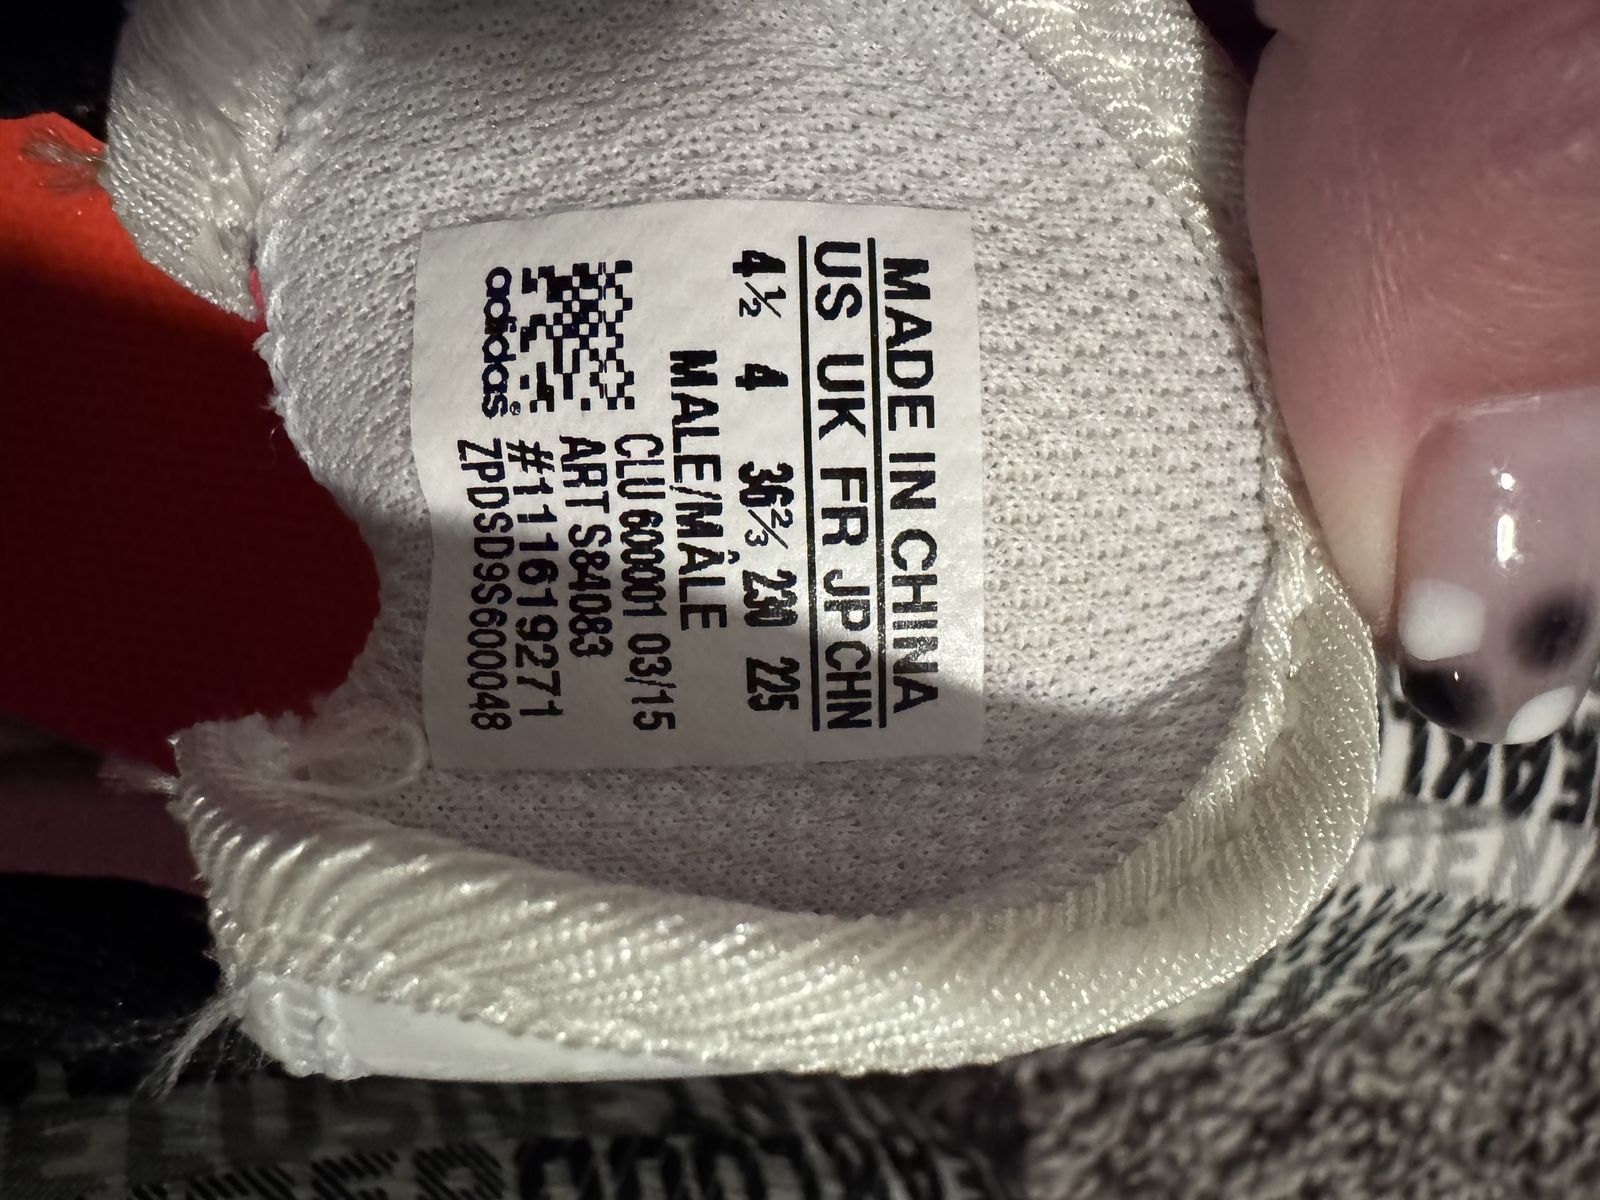 MADE IN CHINA
US UK FR JP CHN
4½ 4 36⅔ 230 225
MALE/MÂLE
CLU 600001 03/15
ART S84083
#111619271
ZPDSD9S600048
adidas®